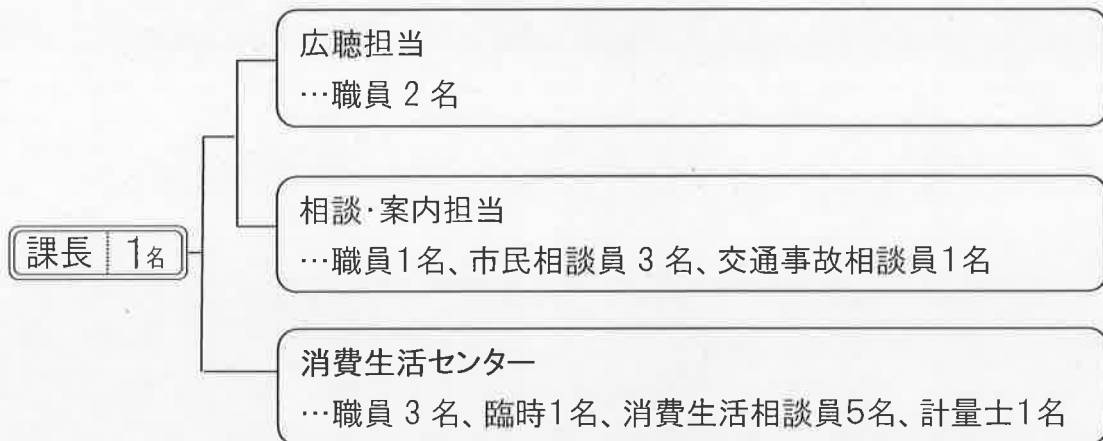 広聴担当
…職員 2 名
相談・案内担当
…職員1名、市民相談員 3 名、交通事故相談員1名
課長 1名
消費生活センター
…職員 3 名、臨時1名、消費生活相談員5名、計量士1名